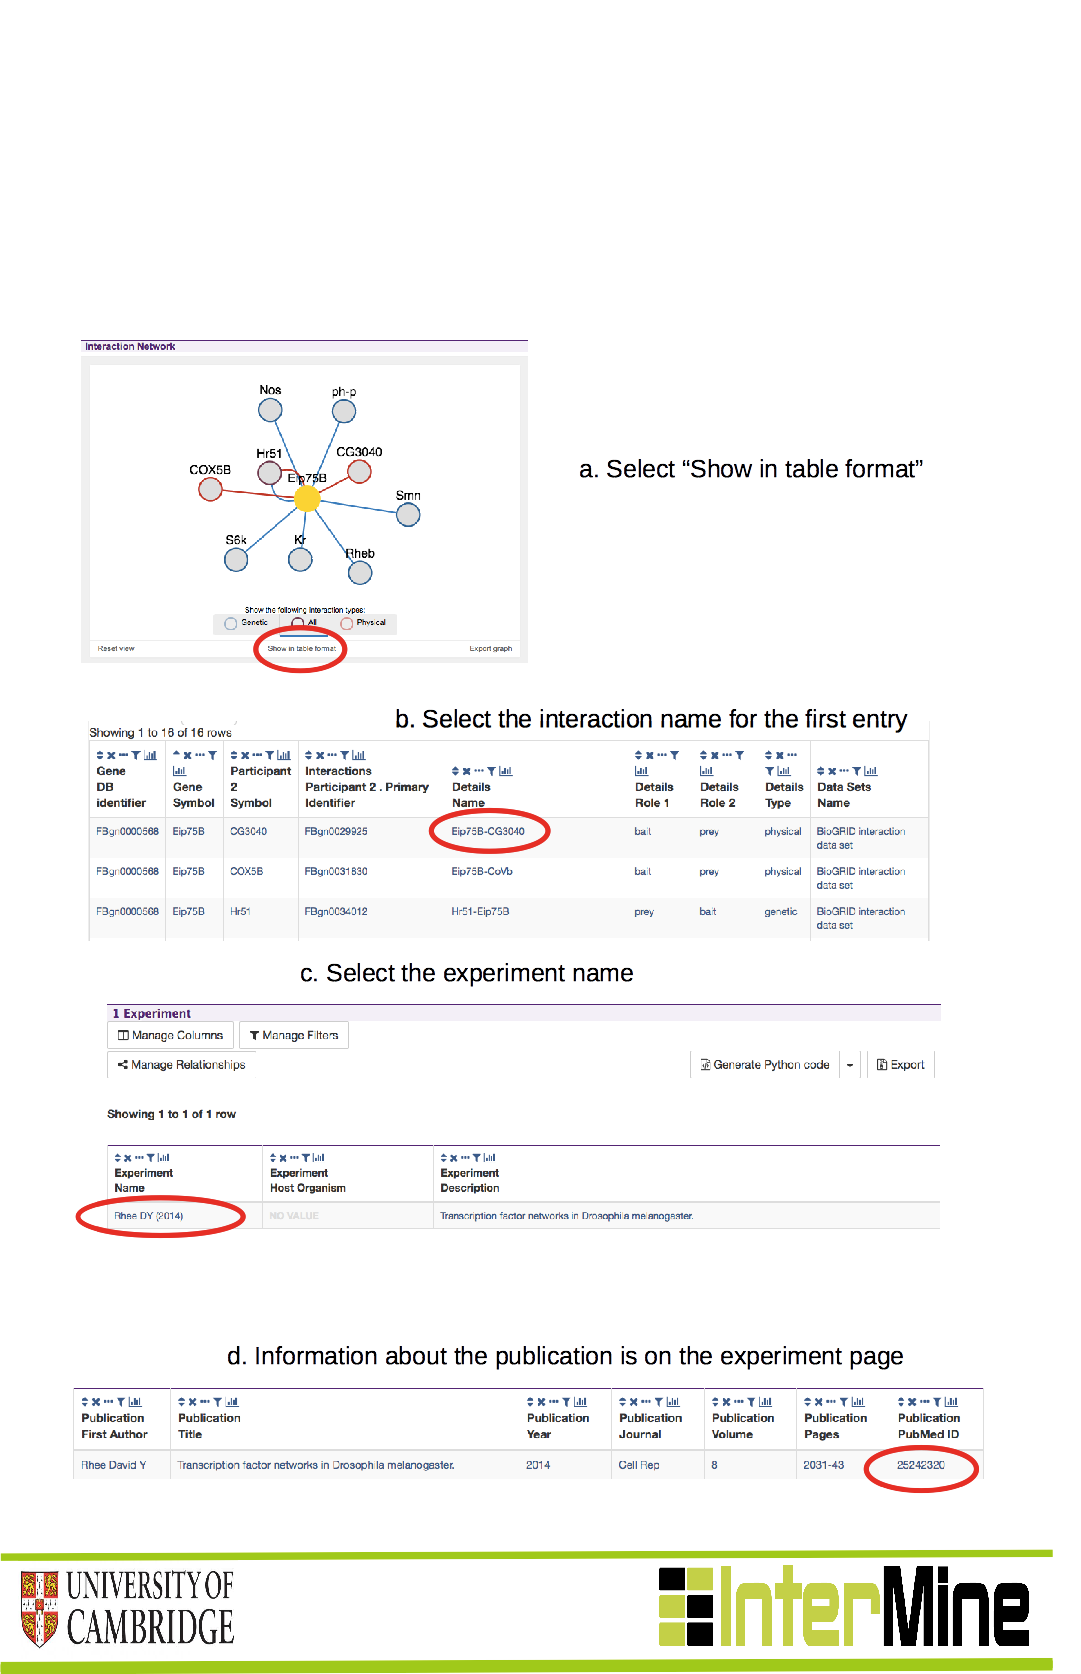 Interaction Network
Nos
ph-p
Hr51
CG3040
COX5B
Eip75B
Smn
S6k
Kr
Rheb
Show the following interaction types:
Genetic
All
Physical
Reset view
Show in table format
Export graph
a. Select “Show in table format”
b. Select the interaction name for the first entry
Showing 1 to 16 of 16 rows
Gene DB identifier
Gene Symbol
Participant 2 Symbol
Interactions Participant 2 . Primary Identifier
Details Name
Details Role 1
Details Role 2
Details Type
Data Sets Name
FBgn0000568 Eip75B CG3040 FBgn0029925 Eip75B-CG3040 bait prey physical BioGRID interaction data set
FBgn0000568 Eip75B COX5B FBgn0031830 Eip75B-CoVb bait prey physical BioGRID interaction data set
FBgn0000568 Eip75B Hr51 FBgn0034012 Hr51-Eip75B prey bait genetic BioGRID interaction data set
c. Select the experiment name
1 Experiment
Manage Columns
Manage Filters
Manage Relationships
Generate Python code
Export
Showing 1 to 1 of 1 row
Experiment Name
Experiment Host Organism
Experiment Description
Rhee DY (2014) NO VALUE Transcription factor networks in Drosophila melanogaster.
d. Information about the publication is on the experiment page
Publication First Author
Publication Title
Publication Year
Publication Journal
Publication Volume
Publication Pages
Publication PubMed ID
Rhee David Y Transcription factor networks in Drosophila melanogaster. 2014 Cell Rep 8 2031-43 25242320
UNIVERSITY OF
CAMBRIDGE
InterMine